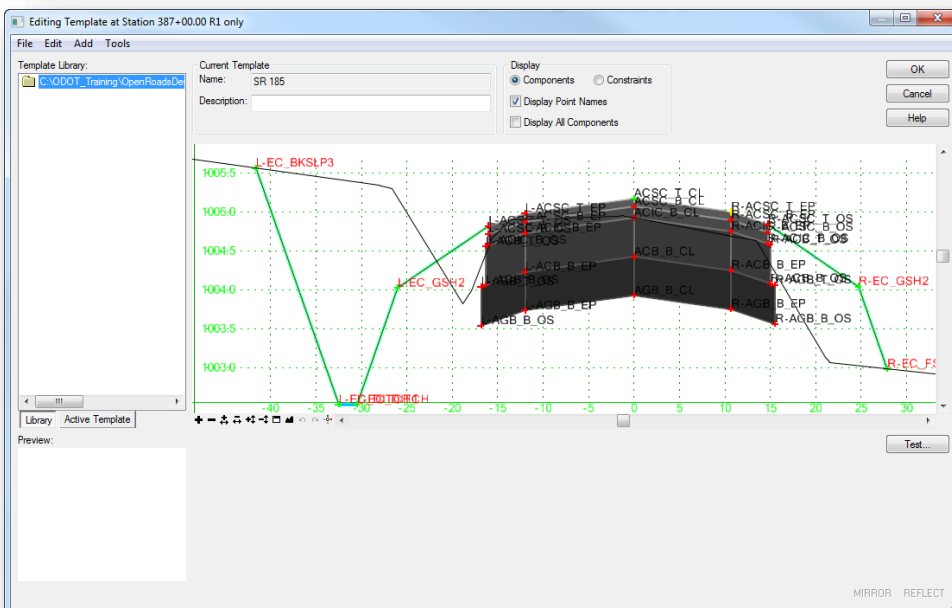 Editing Template at Station 387+00.00 R1 only
File Edit Add Tools
Template Library:
C:\ODOT_Training\OpenRoadsDe
Current Template
Name: SR 185
Description:
Display
Components Constraints
Display Point Names
Display All Components
OK
Cancel
Help
L-EC_BKSLP3
1005.5
1005.0
1004.5
1004.0
1003.5
1003.0
ACSC_T_CL
ACSC_B_CL
ACIC_B_CL
L-ACSC_T_EP
R-ACSC_T_EP
L-EC_GSH2
R-EC_GSH2
ACB_B_CL
L-ACB_B_EP
R-ACB_B_EP
AGB_B_CL
L-AGB_B_EP
R-AGB_B_EP
L-AGB_B_OS
R-AGB_B_OS
R-EC_FS
-40 -35 -30 -25 -20 -15 -10 -5 0 5 10 15 20 25 30
Library Active Template
Preview:
Test...
MIRROR REFLECT